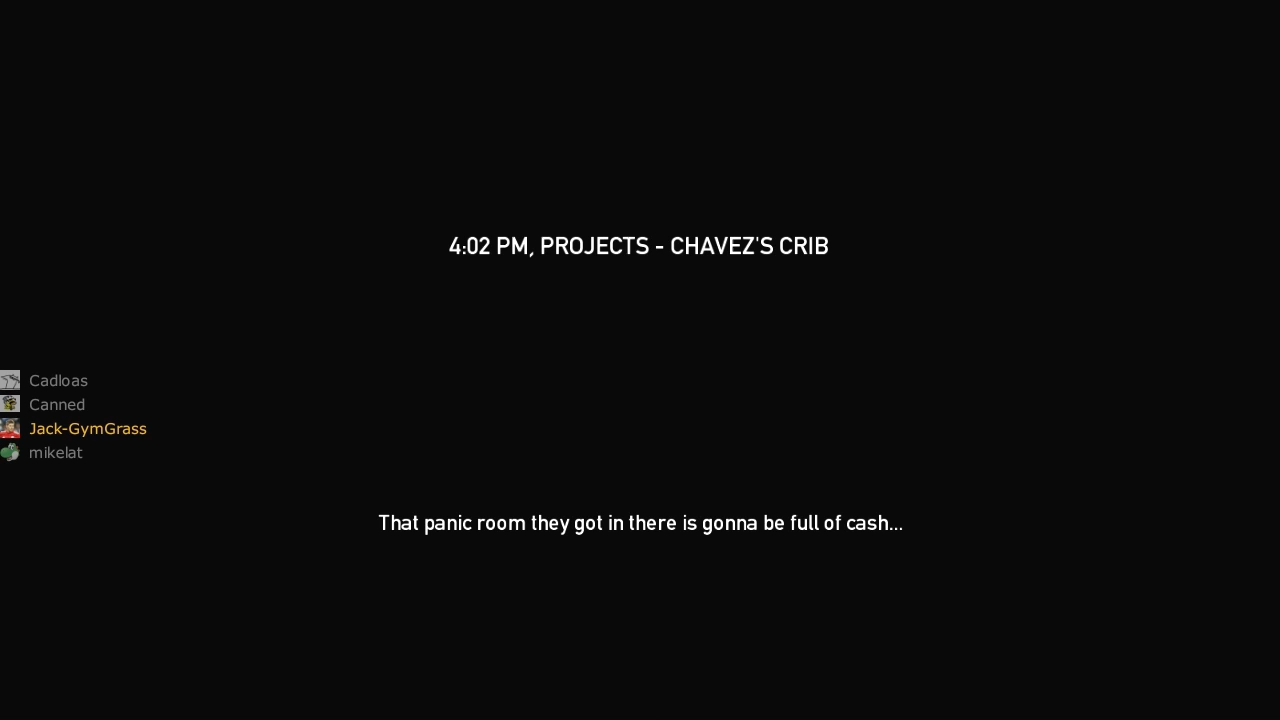 4:02 PM, PROJECTS - CHAVEZ'S CRIB
Cadloas
Canned
Jack-GymGrass
mikelat
That panic room they got in there is gonna be full of cash...